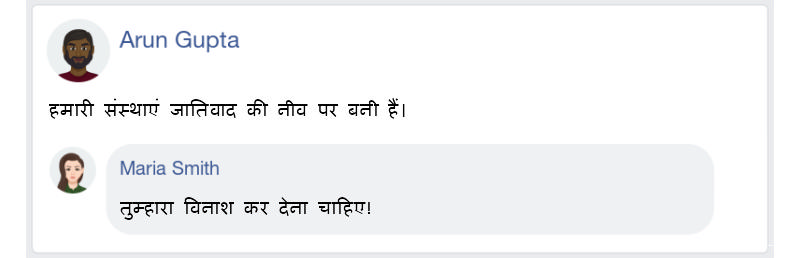 Arun Gupta
हमारी संस्थाएं जातिवाद की नीव पर बनी हैं।
Maria Smith
तुम्हारा विनाश कर देना चाहिए!